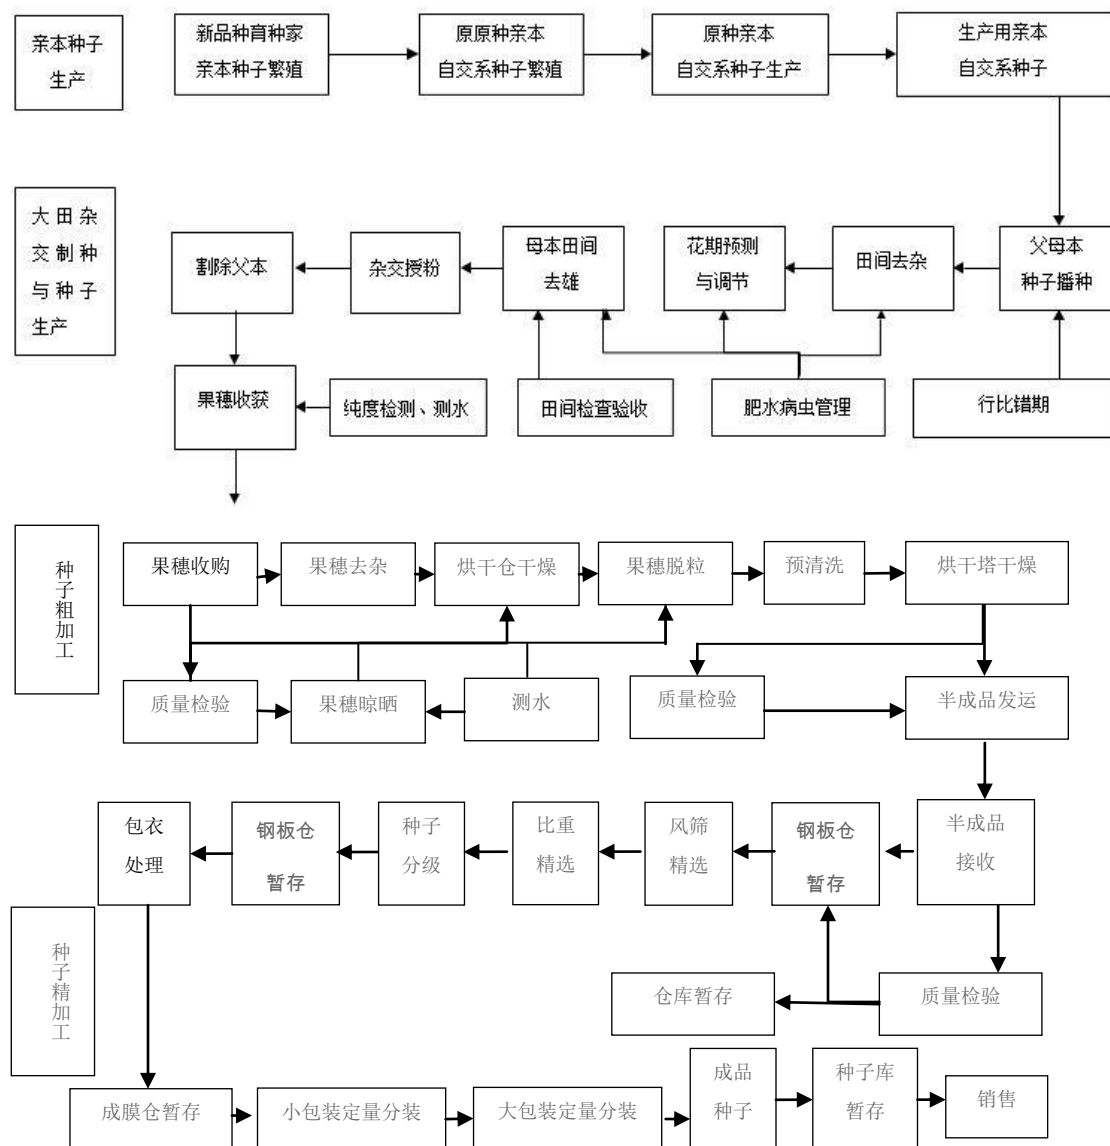 亲本种子
生产
新品种育种家
亲本种子繁殖
原原种亲本
自交系种子繁殖
原种亲本
自交系种子生产
生产用亲本
自交系种子
大田杂
交制种
与种子
生产
割除父本
杂交授粉
母本田间
去雄
花期预测
与调节
田间去杂
父母本
种子播种
果穗收获
纯度检测、测水
田间检查验收
肥水病虫管理
行比错期
种子粗加工
果穗收购
果穗去杂
烘干仓干燥
果穗脱粒
预清洗
烘干塔干燥
质量检验
果穗晾晒
测水
质量检验
半成品发运
包衣
处理
钢板仓
暂存
种子
分级
比重
精选
风筛
精选
钢板仓
暂存
半成品
接收
种子精加工
仓库暂存
质量检验
成膜仓暂存
小包装定量分装
大包装定量分装
成品
种子
种子库
暂存
销售